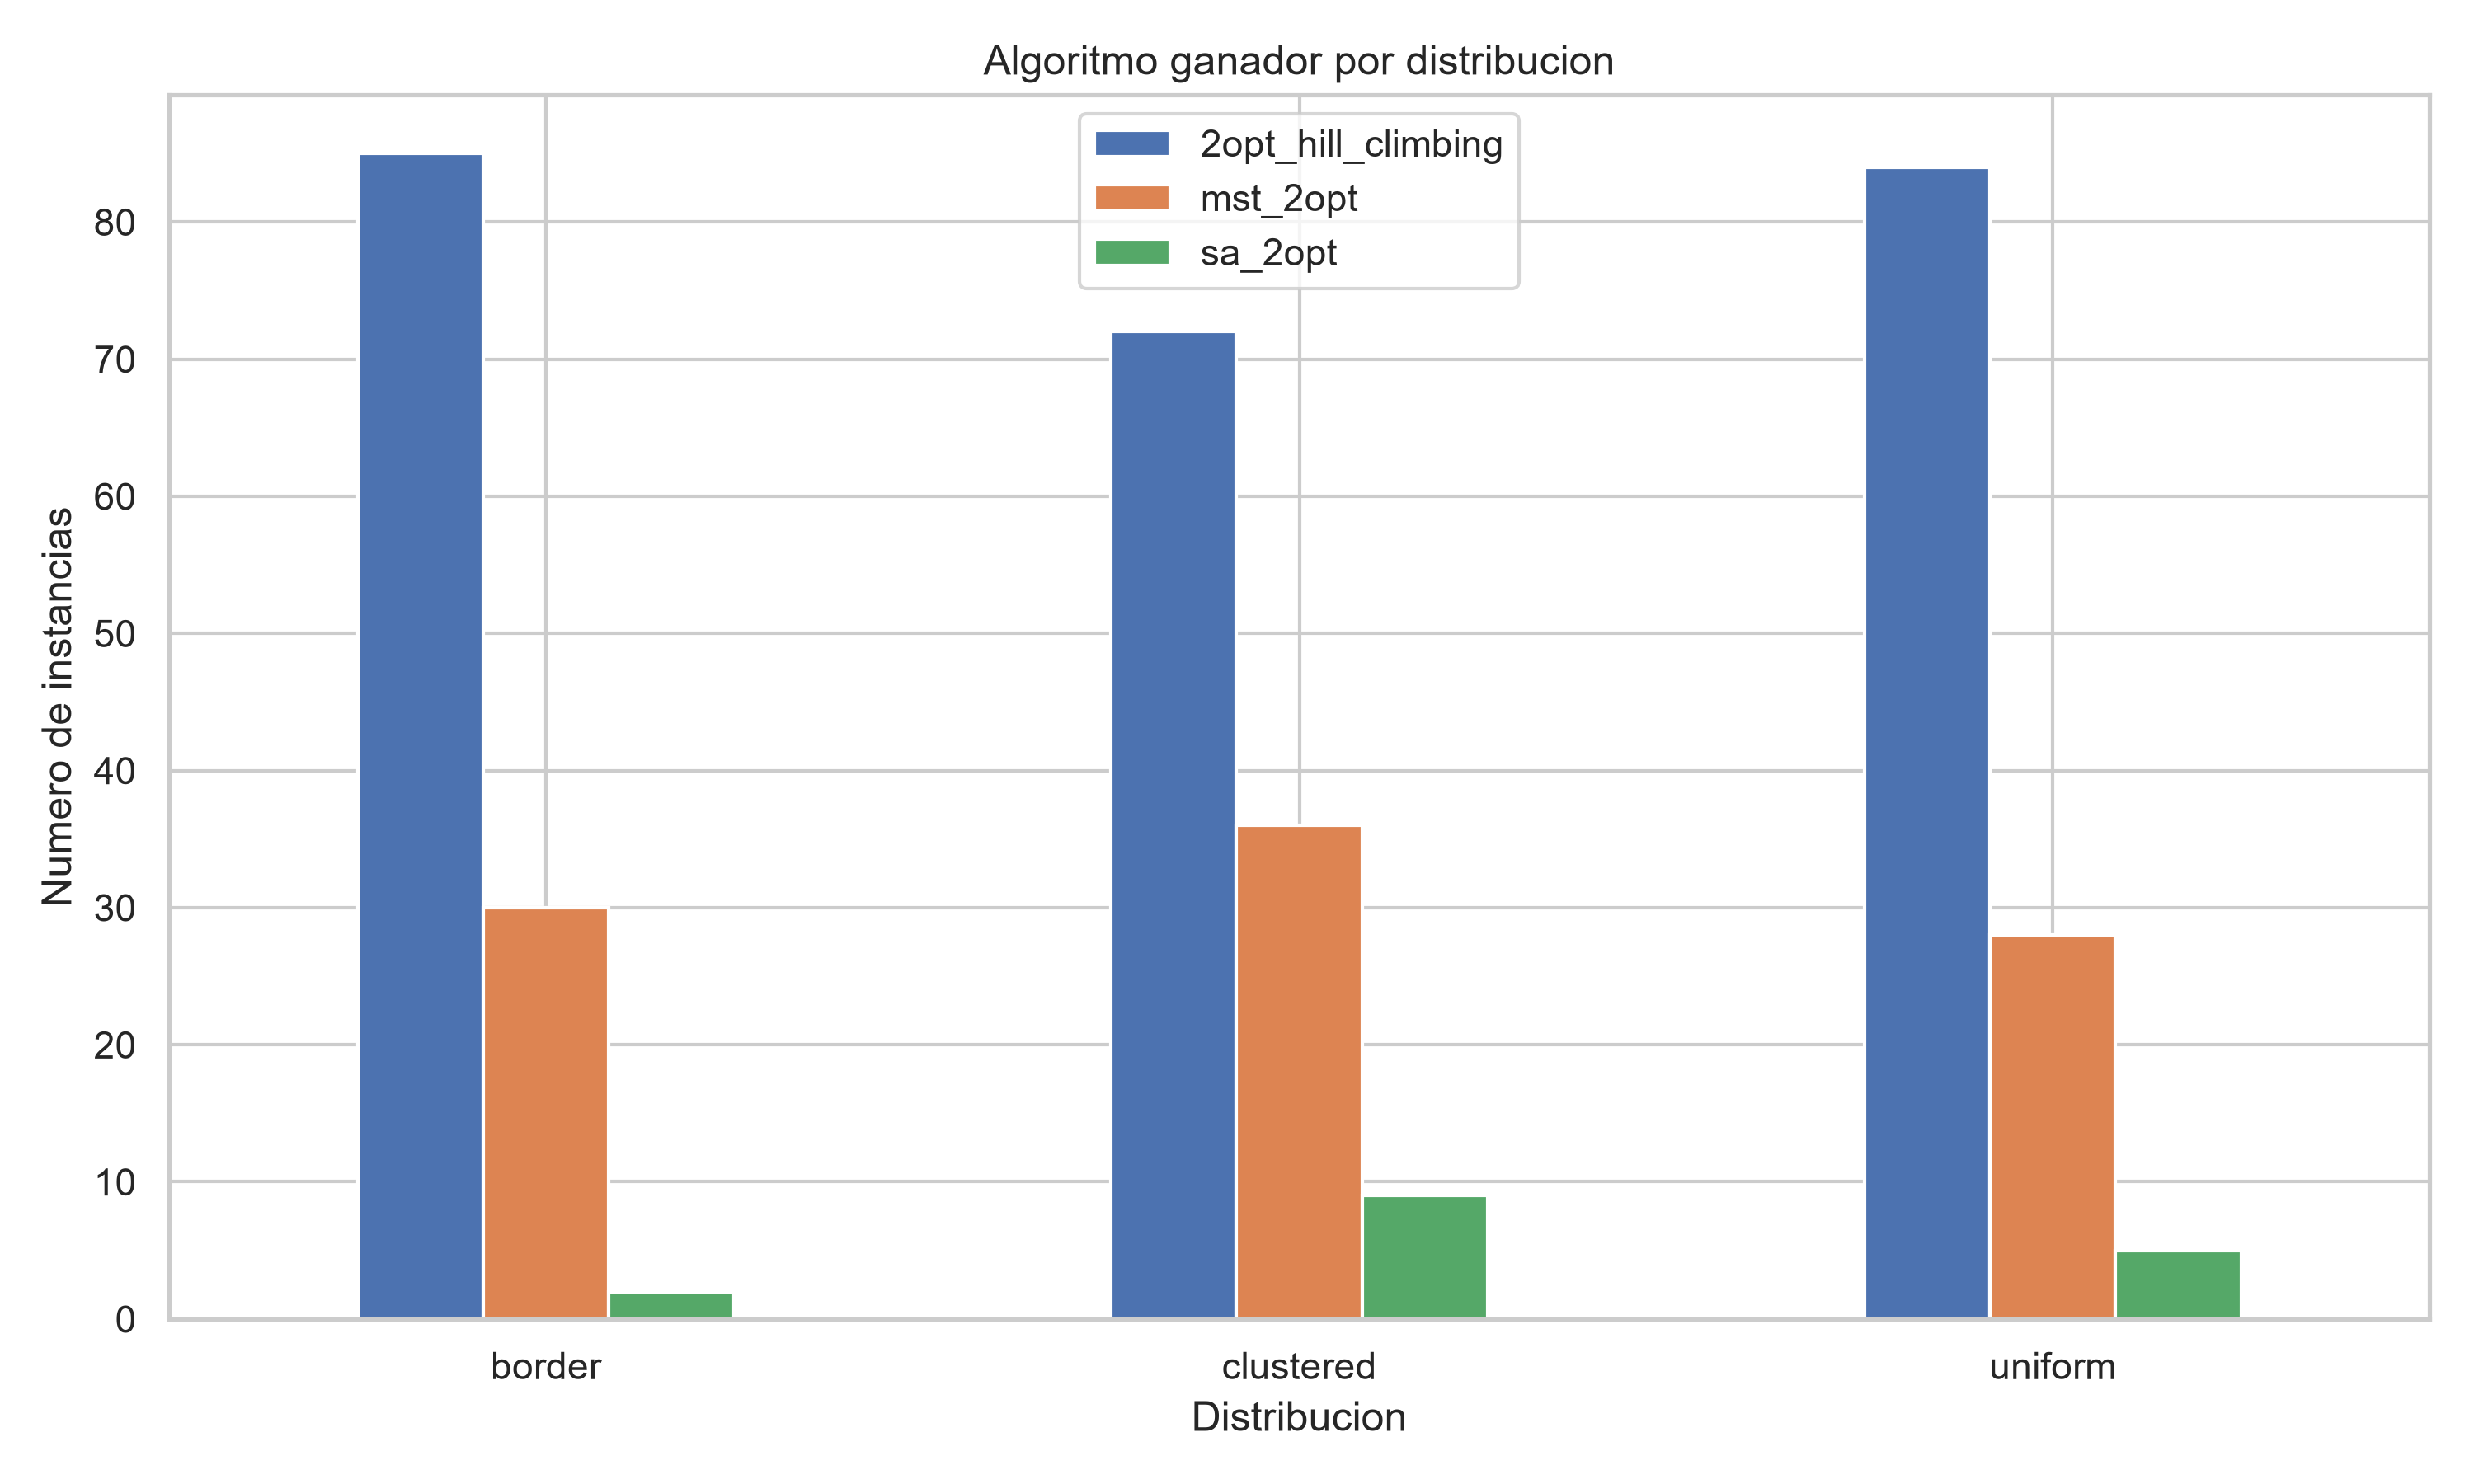 Algoritmo ganador por distribucion
2opt_hill_climbing
mst_2opt
sa_2opt
Numero de instancias
80
70
60
50
40
30
20
10
0
border
clustered
uniform
Distribucion